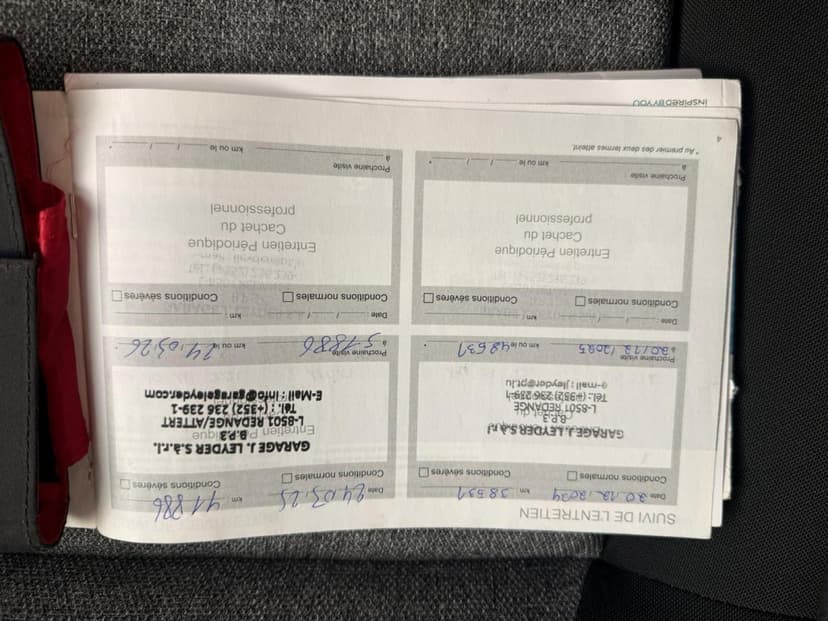 SUIVI DE L'ENTRETIEN
Date 20.12.2024 km 38531
Conditions normales Conditions sévères
GARAGE J. LEYDER S.à r.l
B.P.3
L-8501 REDANGE
Tél.: (+352) 236 239-1
e-mail : jleyder@pt.lu
Prochaine visite
à 20/12/2025 km ou le 48531 *
Date 24.03.25 km 41886
Conditions normales Conditions sévères
GARAGE J. LEYDER S.à.r.l.
B.P.3
L-8501 REDANGE/ATTERT
Tél. : (+352) 236 239-1
E-Mail : info@garageleyder.com
Prochaine visite
à 51886 km ou le 24.03.26 *
Date / / km
Conditions normales Conditions sévères
Entretien Périodique
Cachet du
professionnel
Prochaine visite
à km ou le / / *
Date / / km
Conditions normales Conditions sévères
Entretien Périodique
Cachet du
professionnel
Prochaine visite
à km ou le / / *
* Au premier des deux termes atteint.
4
INSPIRED BY YOU